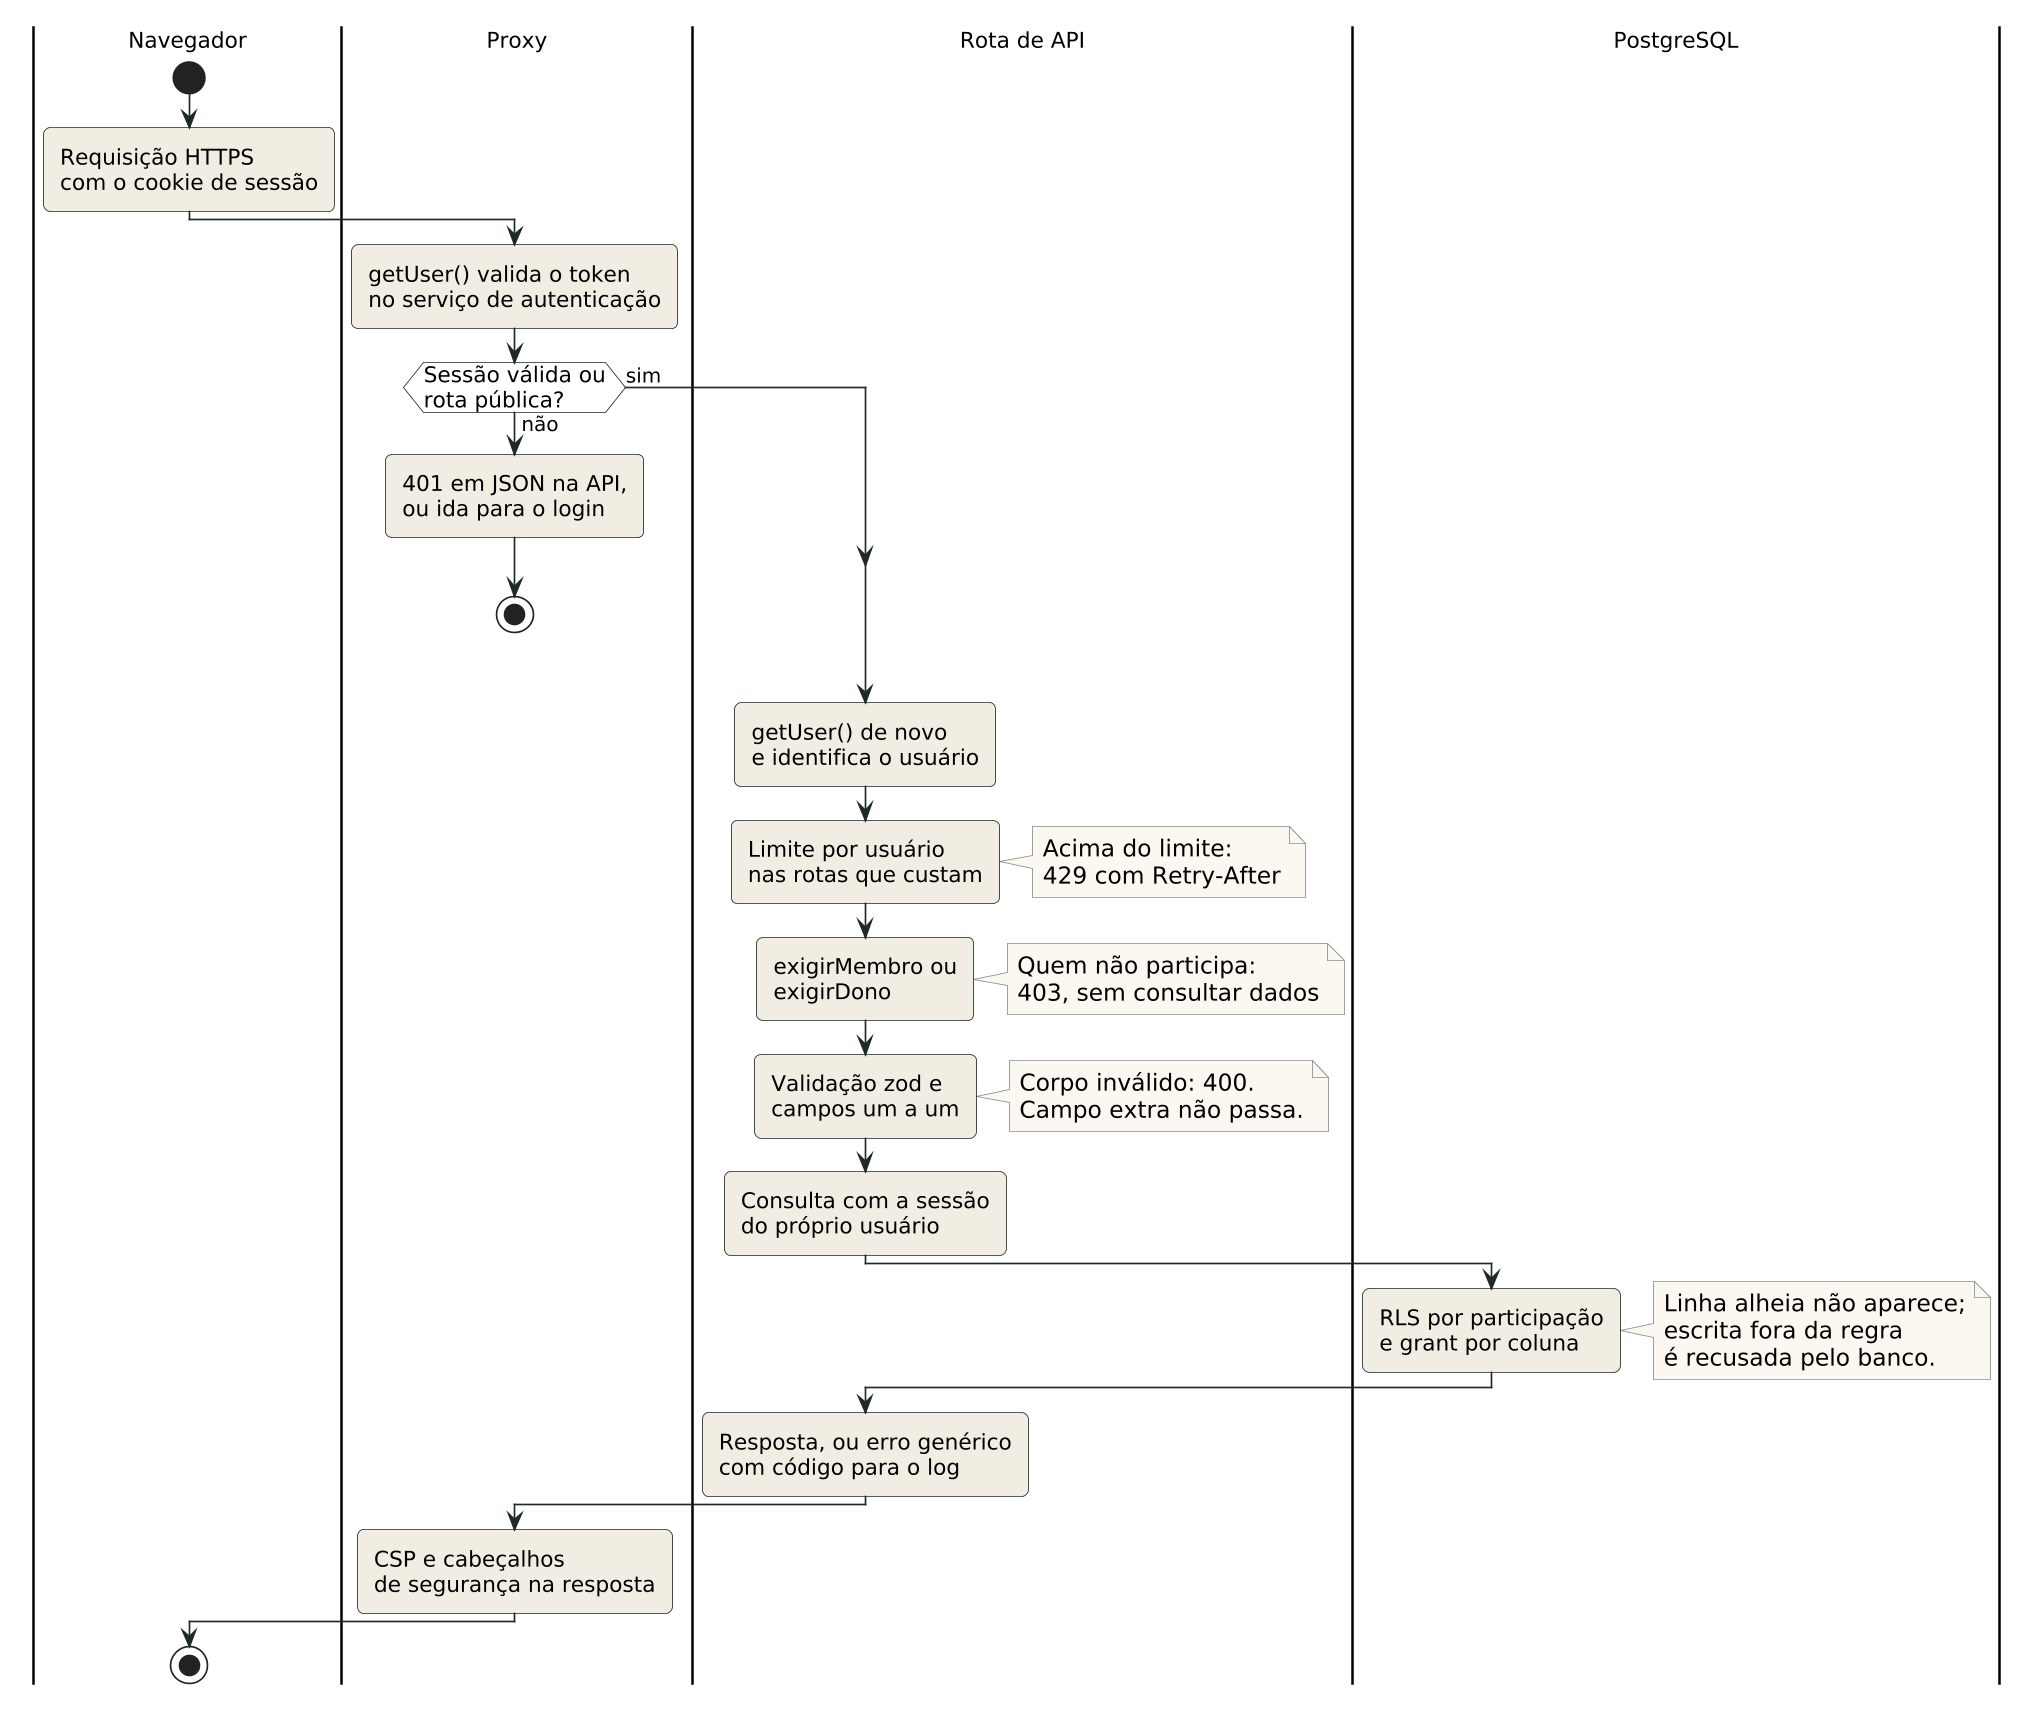 Navegador
Proxy
Rota de API
PostgreSQL
Requisição HTTPS
com o cookie de sessão
getUser() valida o token
no serviço de autenticação
Sessão válida ou
rota pública?
sim
não
401 em JSON na API,
ou ida para o login
getUser() de novo
e identifica o usuário
Limite por usuário
nas rotas que custam
Acima do limite:
429 com Retry-After
exigirMembro ou
exigirDono
Quem não participa:
403, sem consultar dados
Validação zod e
campos um a um
Corpo inválido: 400.
Campo extra não passa.
Consulta com a sessão
do próprio usuário
RLS por participação
e grant por coluna
Linha alheia não aparece;
escrita fora da regra
é recusada pelo banco.
Resposta, ou erro genérico
com código para o log
CSP e cabeçalhos
de segurança na resposta